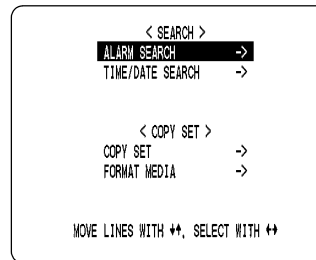 < SEARCH >
ALARM SEARCH ->
TIME/DATE SEARCH ->
< COPY SET >
COPY SET ->
FORMAT MEDIA ->
MOVE LINES WITH ↓↑, SELECT WITH ←→